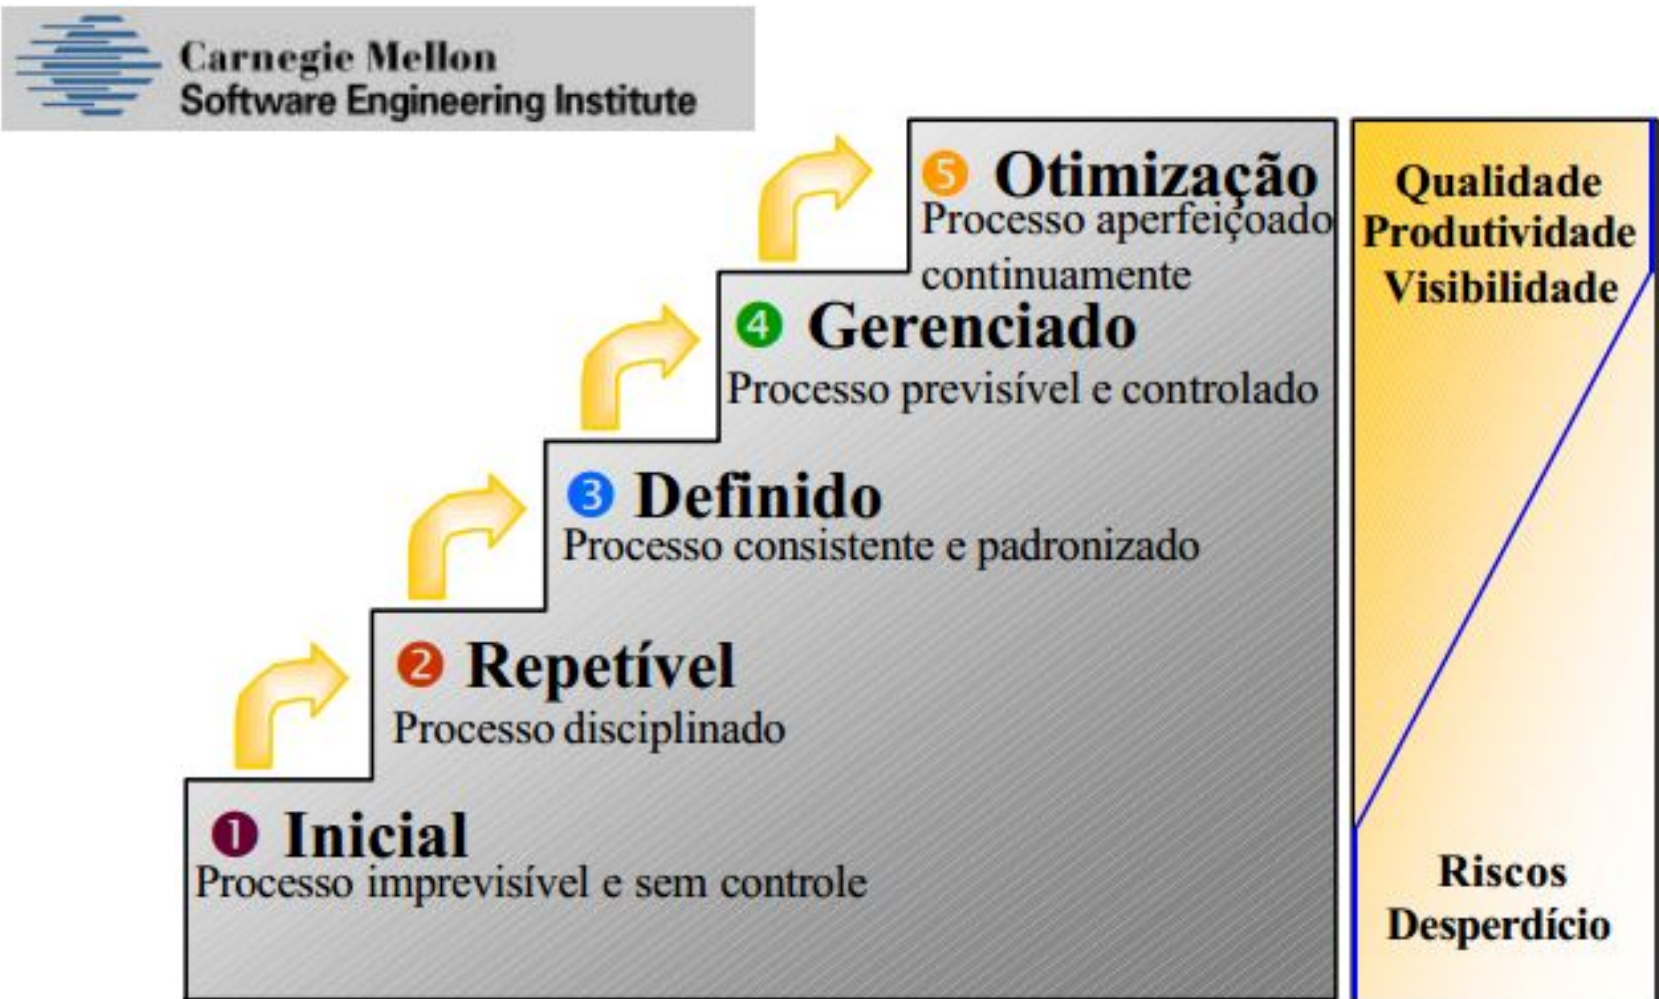 Carnegie Mellon
Software Engineering Institute
5 Otimização
Processo aperfeiçoado
continuamente
4 Gerenciado
Processo previsível e controlado
3 Definido
Processo consistente e padronizado
2 Repetível
Processo disciplinado
1 Inicial
Processo imprevisível e sem controle
Qualidade
Produtividade
Visibilidade
Riscos
Desperdício